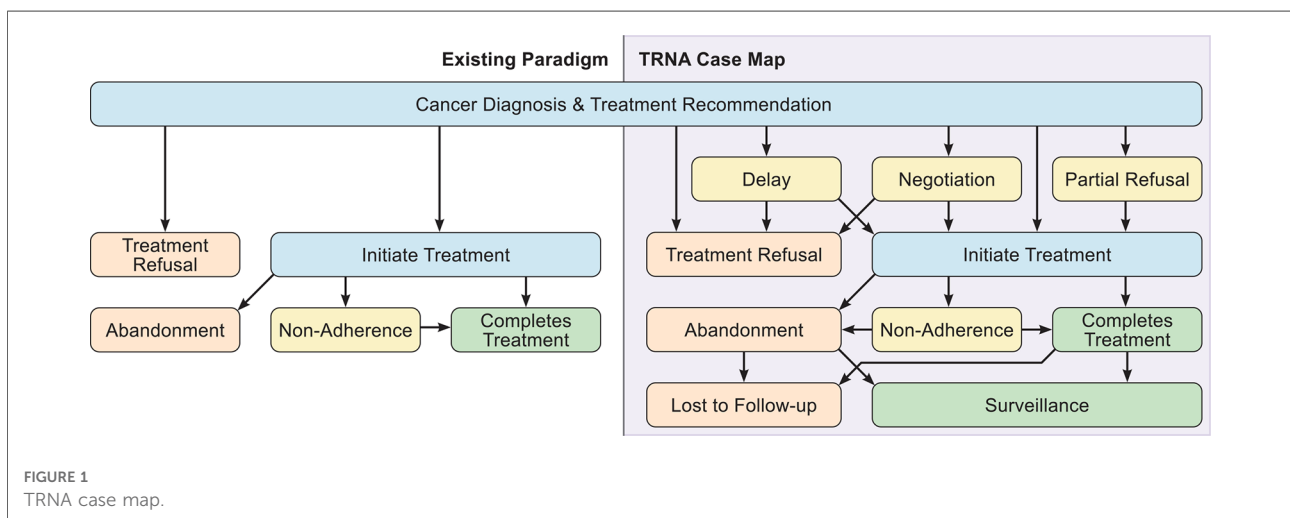 Existing Paradigm
TRNA Case Map
Cancer Diagnosis & Treatment Recommendation
Delay
Negotiation
Partial Refusal
Treatment
Refusal
Initiate Treatment
Treatment Refusal
Initiate Treatment
Abandonment
Non-Adherence
Completes
Treatment
Abandonment
Non-Adherence
Completes
Treatment
Lost to Follow-up
Surveillance
FIGURE 1
TRNA case map.